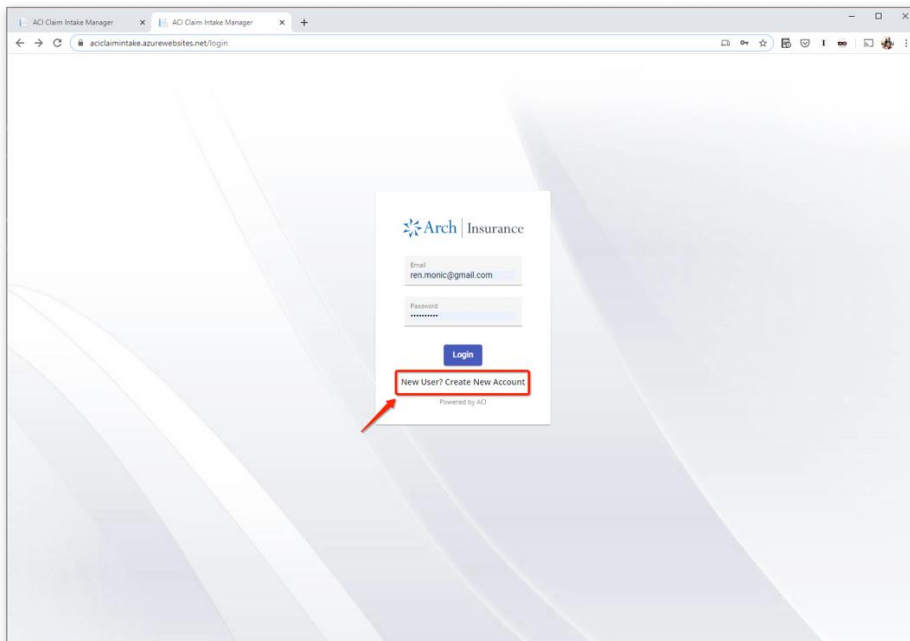 ACI Claim Intake Manager
ACI Claim Intake Manager
aciclaimintake.azurewebsites.net/login
Arch | Insurance
Email
ren.monic@gmail.com
Password
••••••••••
Login
New User? Create New Account
Powered by ACI